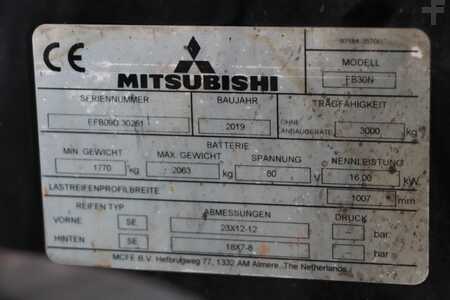 CE
MITSUBISHI
MODELL
FB30N
SERIENNUMMER
BAUJAHR
TRAGFÄHIGKEIT
2019
OHNE
ANBAUGERÄTE
3000 kg
BATTERIE
MIN. GEWICHT
MAX. GEWICHT
SPANNUNG
NENNLEISTUNG
1770 kg
2063 kg
80 V
16.00 kW
LASTREIFENPROFILBREITE
1007 mm
REIFEN TYP
ABMESSUNGEN
DRUCK
VORNE
SE
23X12-12
– bar
HINTEN
SE
18X7-8
– bar
MCFE B.V. Hefbrugweg 77, 1332 AM Almere, The Netherlands